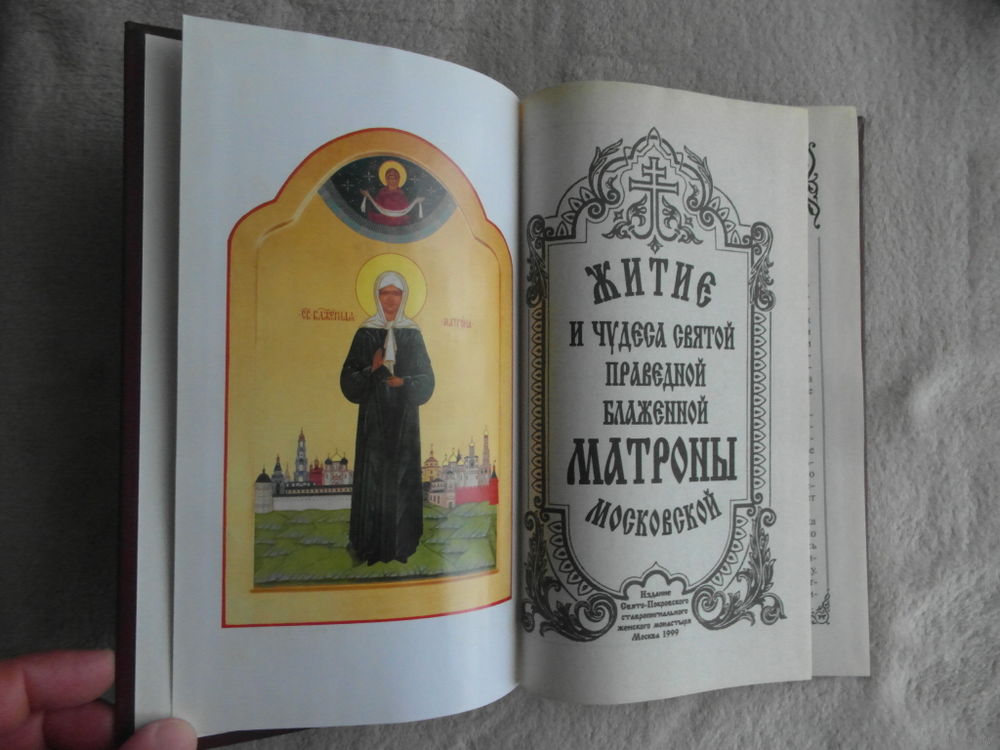 СВ. БЛАЖЕННАЯ МАТРОНА
ЖИТИЕ
И ЧУДЕСА СВЯТОЙ
ПРАВЕДНОЙ
БЛАЖЕННОЙ
МАТРОНЫ
МОСКОВСКОЙ
Издание
Свято-Покровского
ставропигиального
женского монастыря
Москва 1999